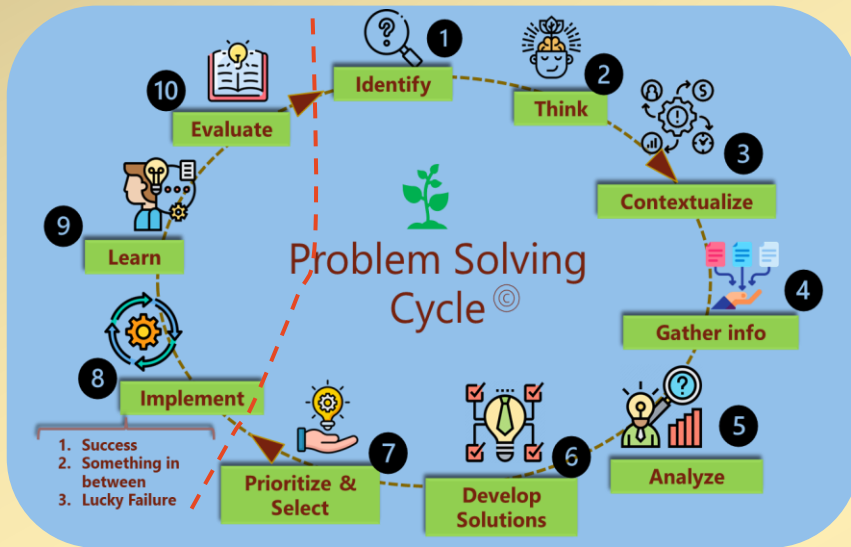 1
Identify
2
Think
3
Contextualize
4
Gather info
5
Analyze
6
Develop
Solutions
7
Prioritize &
Select
8
Implement
1. Success
2. Something in
between
3. Lucky Failure
9
Learn
10
Evaluate
Problem Solving
Cycle ©